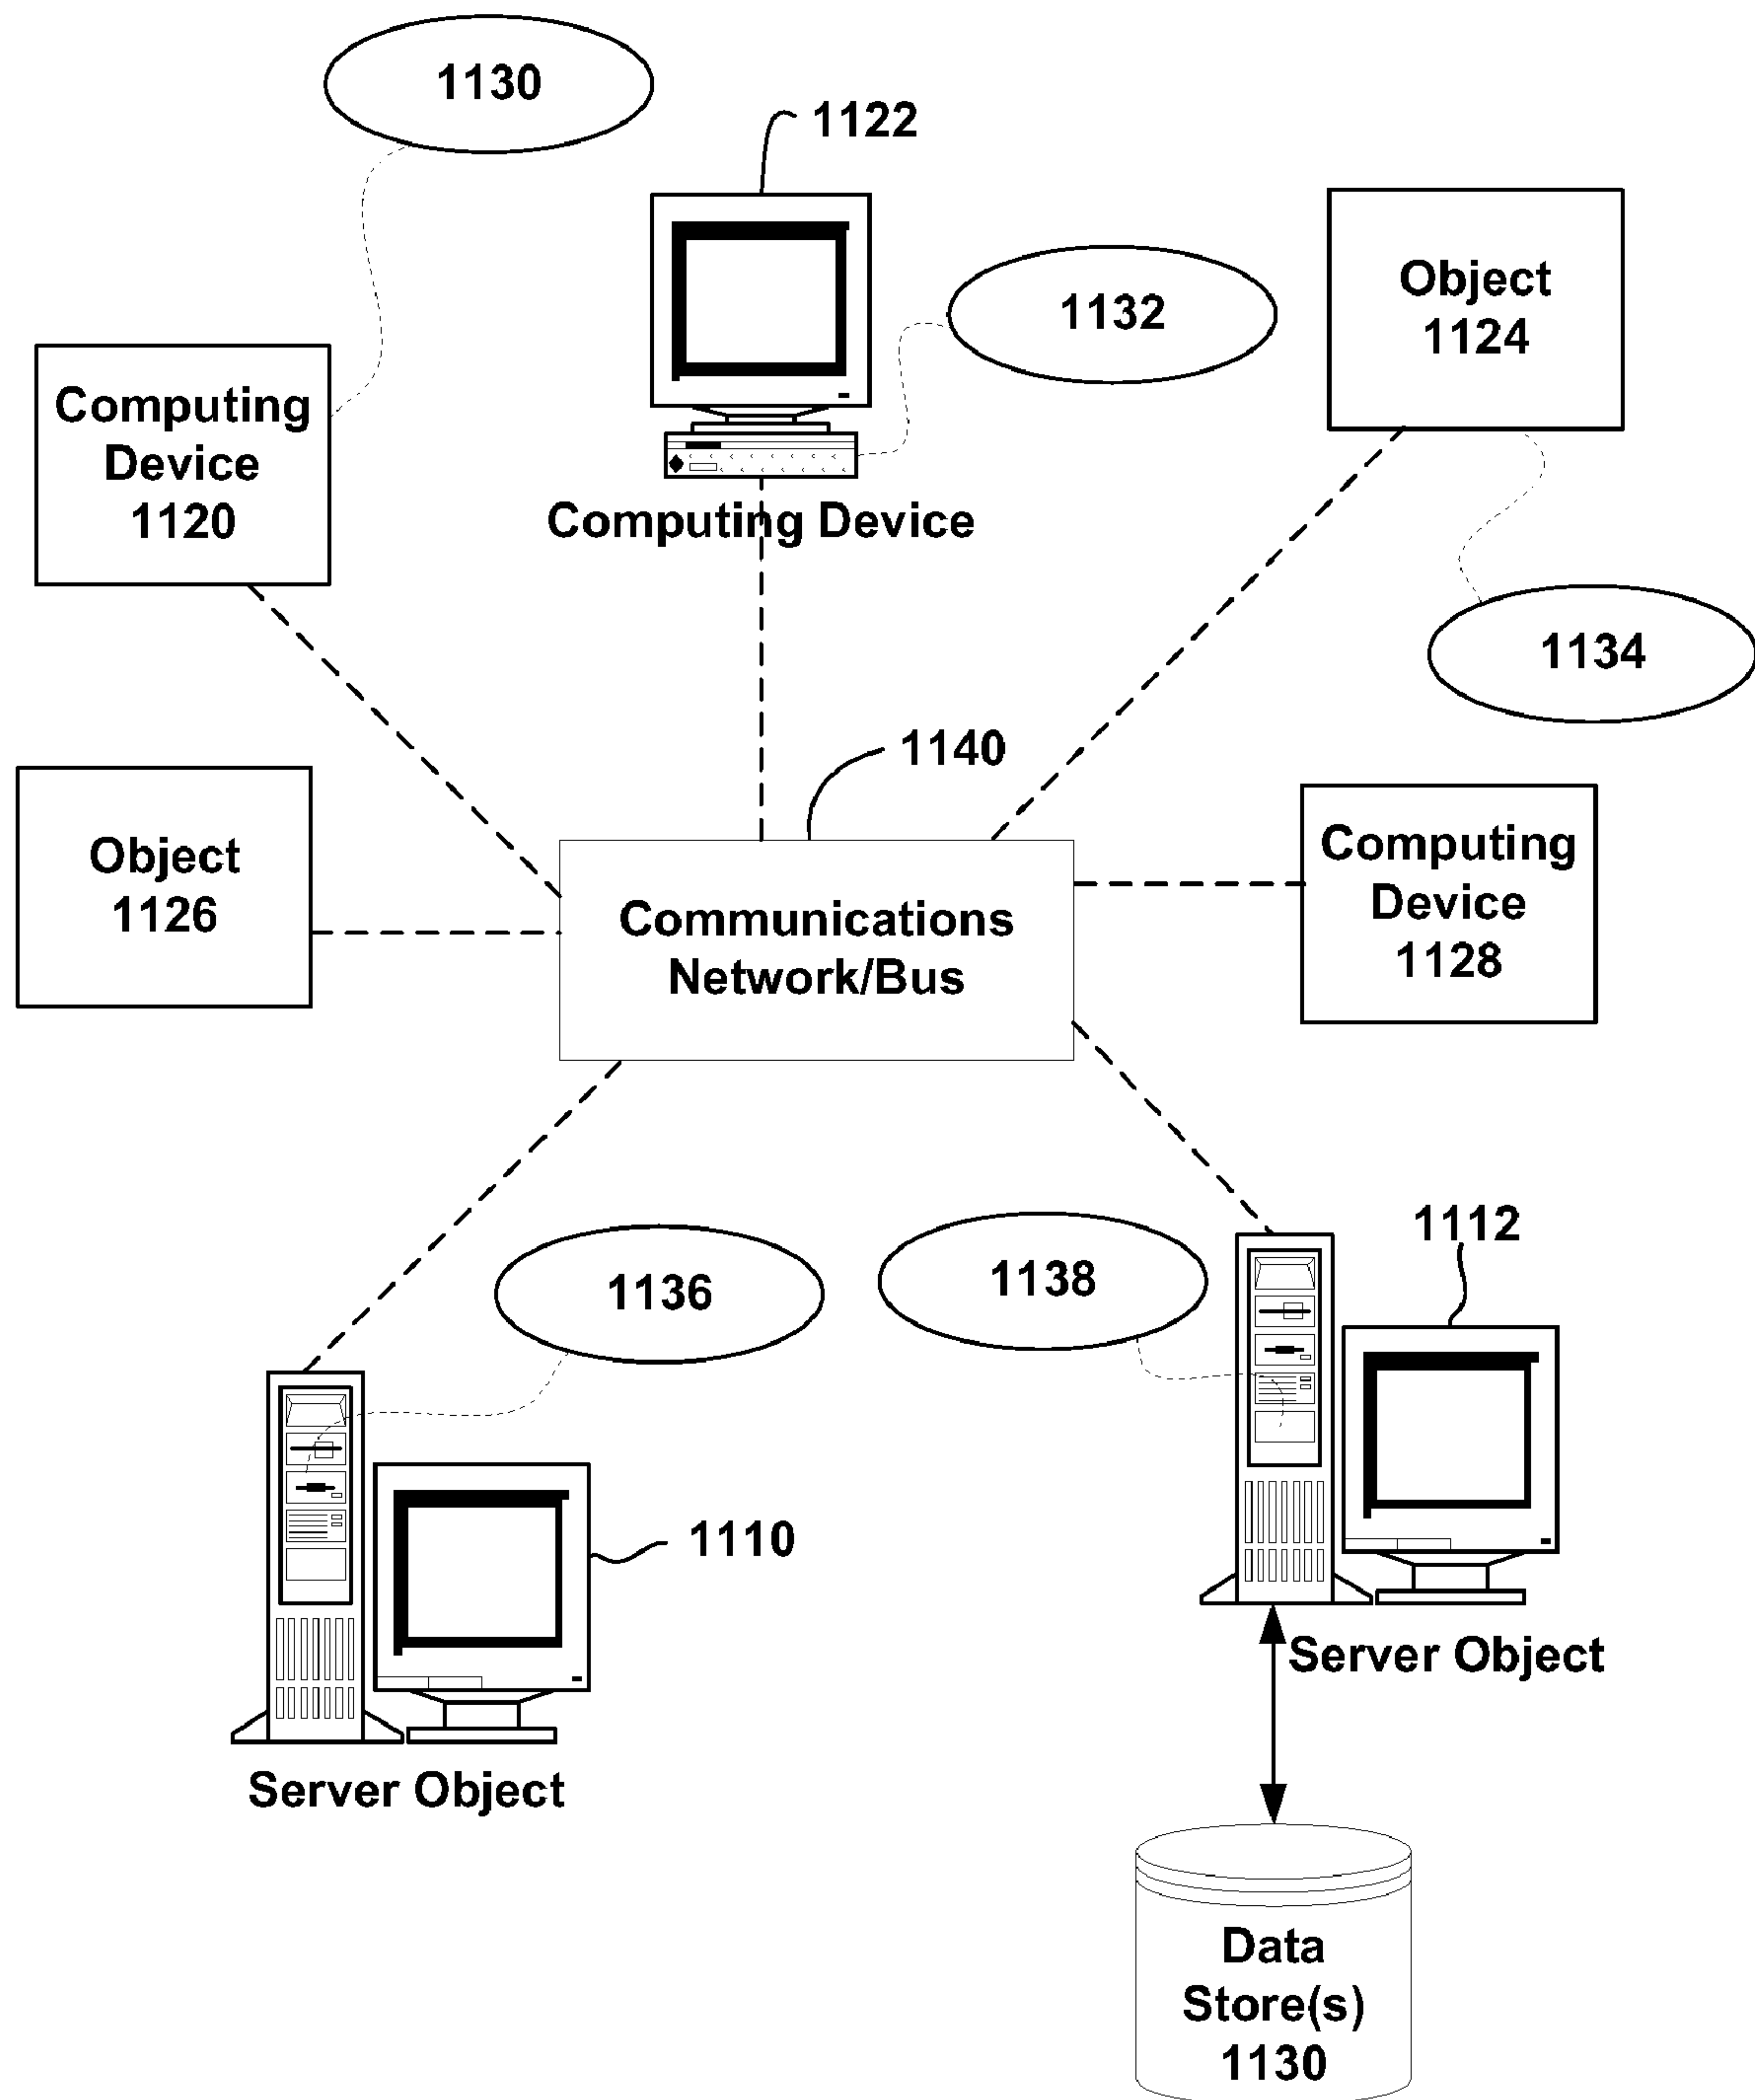 1130
1122
1132
Object
1124
Computing
Device
1120
Computing Device
1134
1140
Object
1126
Computing
Device
1128
Communications
Network/Bus
1112
1136
1138
1110
Server Object
Server Object
Data
Store(s)
1130